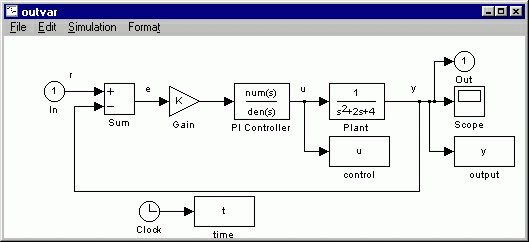 outvar
File Edit Simulation Format
r
1
In
+
−
Sum
e
K
Gain
num(s)
den(s)
PI Controller
u
1
s²+2s+4
Plant
y
1
Out
Scope
u
control
y
output
Clock
t
time